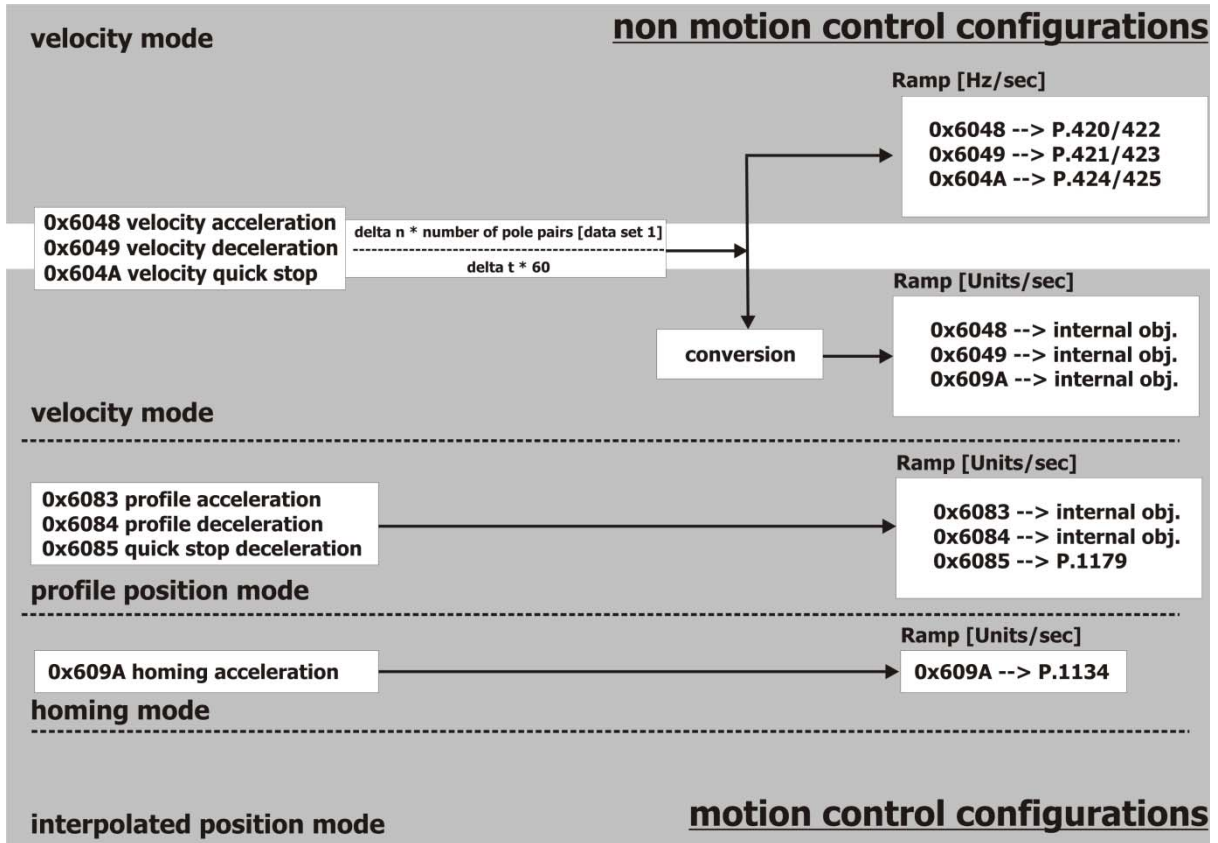 velocity mode
non motion control configurations
Ramp [Hz/sec]
0x6048 --> P.420/422
0x6049 --> P.421/423
0x604A --> P.424/425
0x6048 velocity acceleration
0x6049 velocity deceleration
0x604A velocity quick stop
delta n * number of pole pairs [data set 1]
delta t * 60
Ramp [Units/sec]
conversion
0x6048 --> internal obj.
0x6049 --> internal obj.
0x609A --> internal obj.
velocity mode
Ramp [Units/sec]
0x6083 profile acceleration
0x6084 profile deceleration
0x6085 quick stop deceleration
0x6083 --> internal obj.
0x6084 --> internal obj.
0x6085 --> P.1179
profile position mode
Ramp [Units/sec]
0x609A homing acceleration
0x609A --> P.1134
homing mode
interpolated position mode
motion control configurations